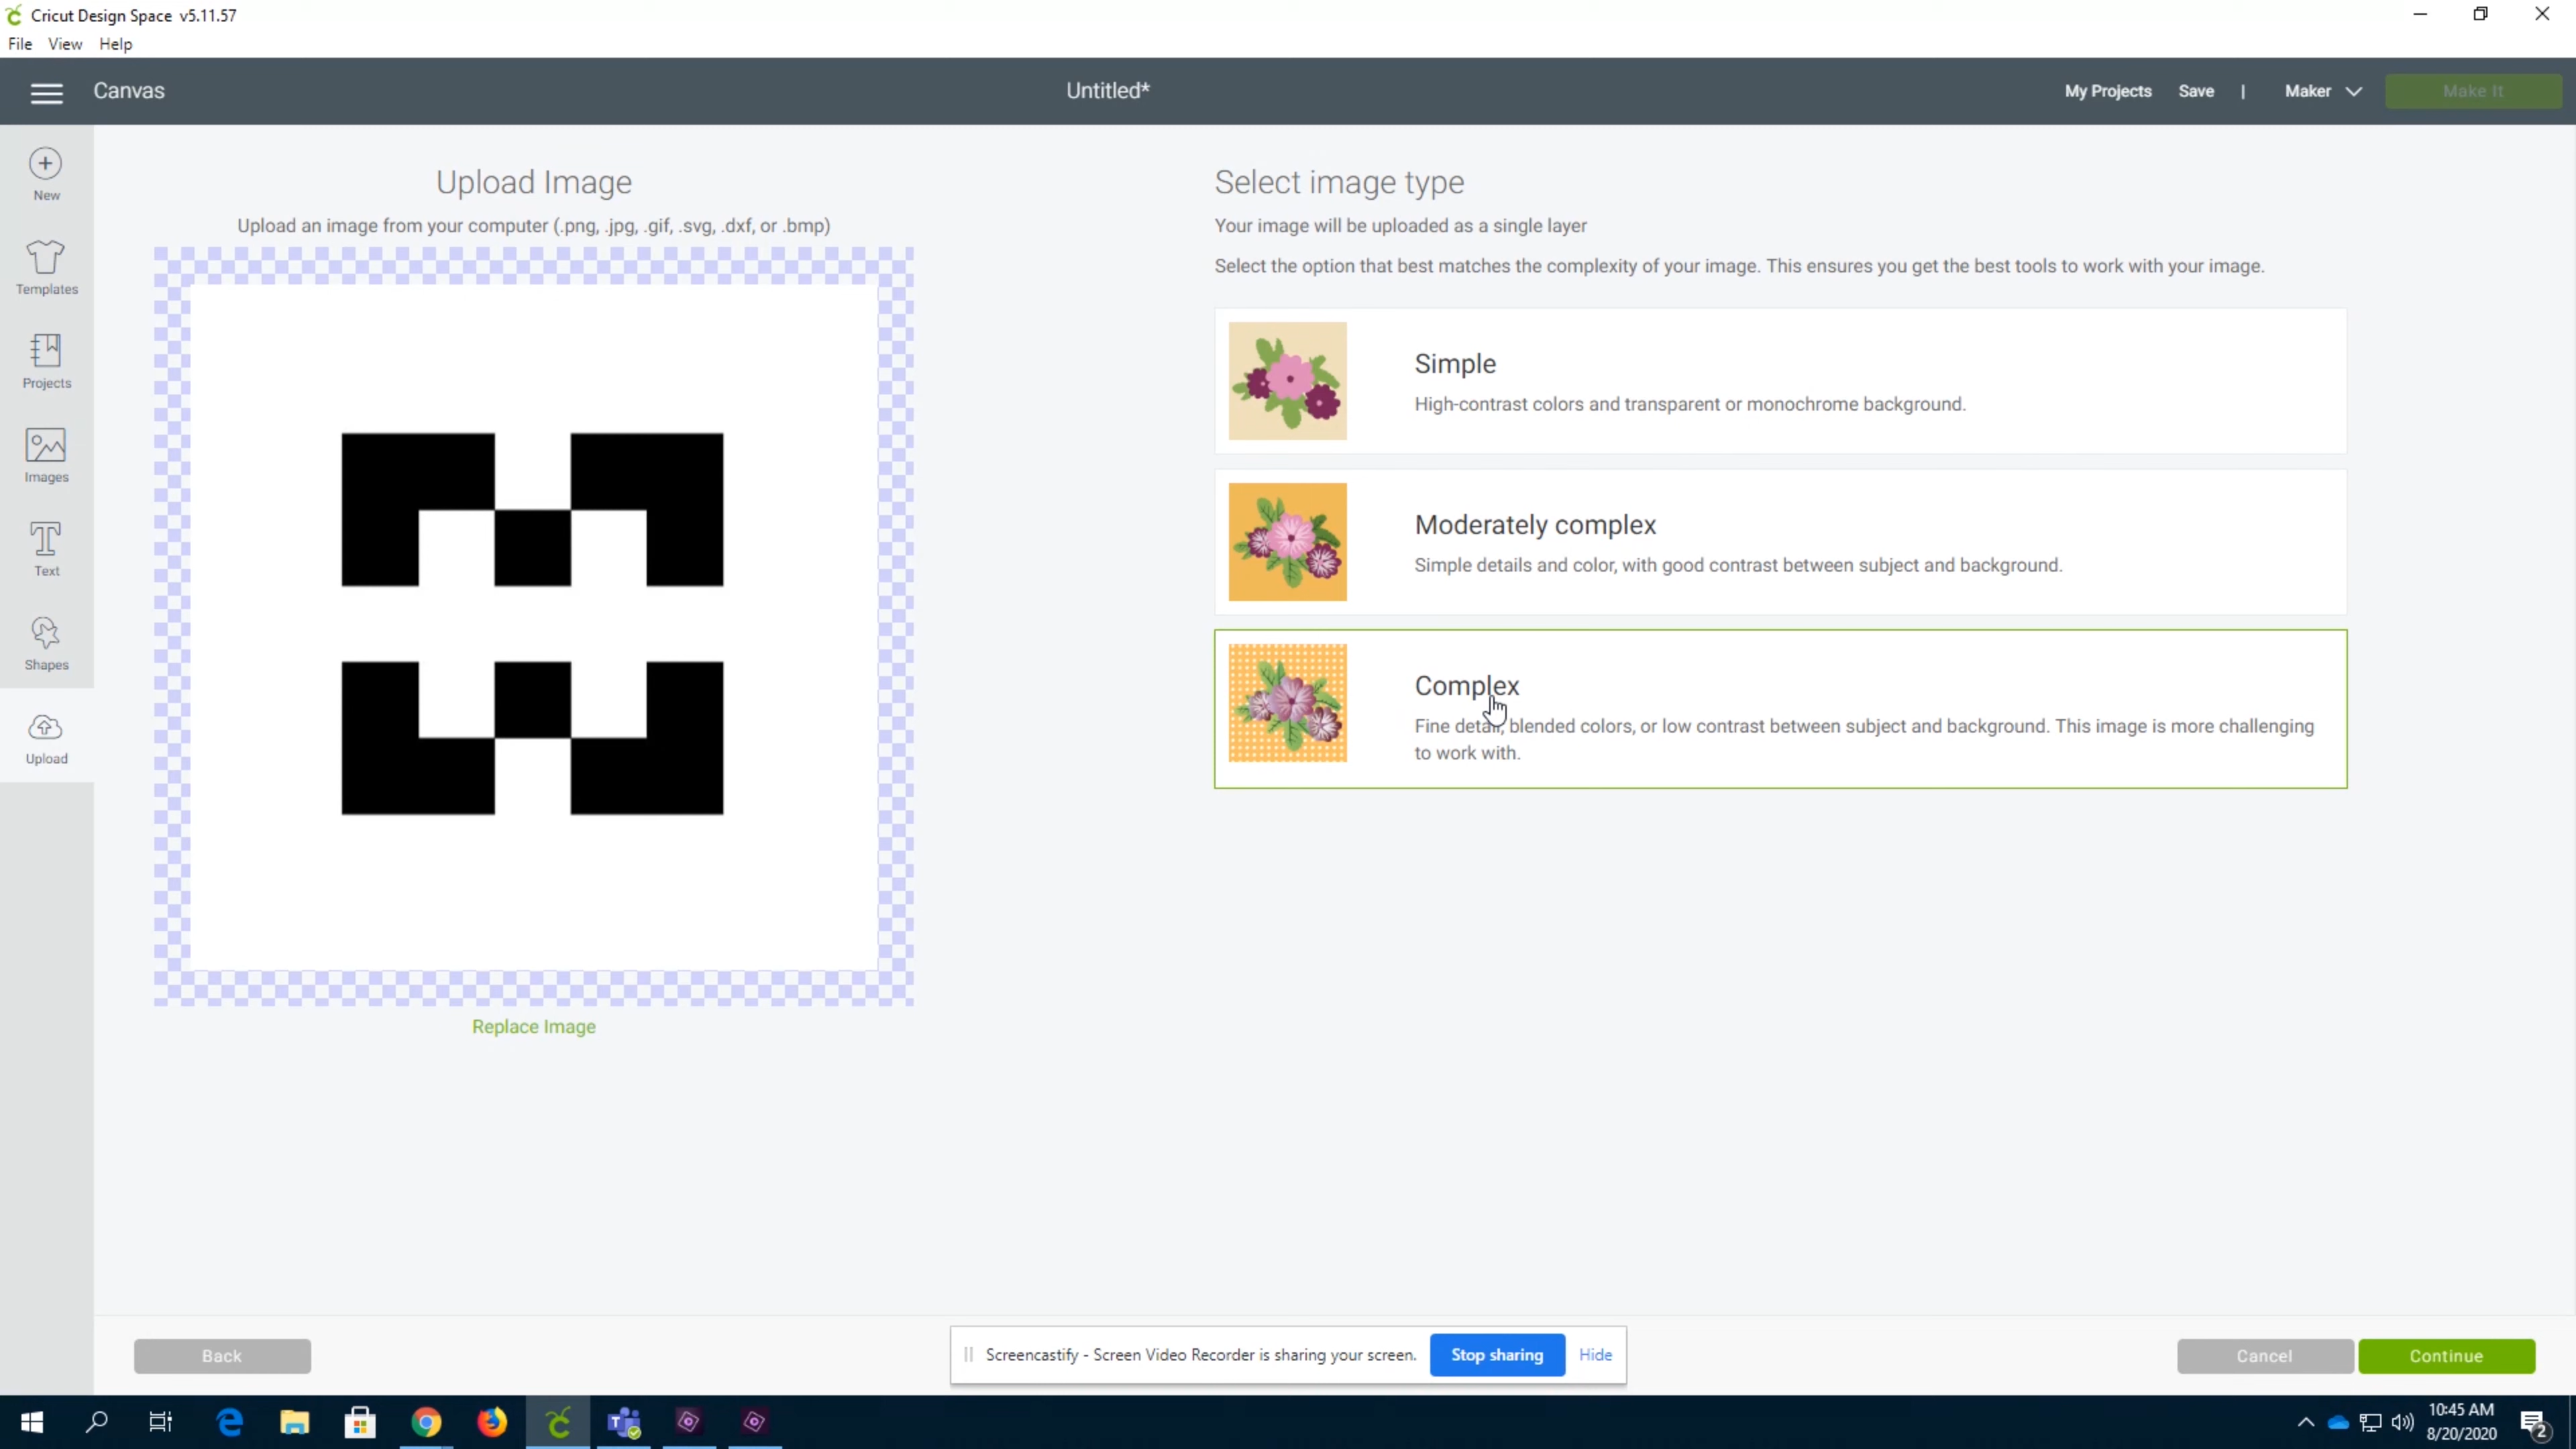 Cricut Design Space v5.11.57
File View Help
Canvas
Untitled*
My Projects Save | Maker Make It
New
Templates
Projects
Images
Text
Shapes
Upload
Upload Image
Upload an image from your computer (.png, .jpg, .gif, .svg, .dxf, or .bmp)
Replace Image
Select image type
Your image will be uploaded as a single layer
Select the option that best matches the complexity of your image. This ensures you get the best tools to work with your image.
Simple
High-contrast colors and transparent or monochrome background.
Moderately complex
Simple details and color, with good contrast between subject and background.
Complex
Fine detail, blended colors, or low contrast between subject and background. This image is more challenging
to work with.
Back
Screencastify - Screen Video Recorder is sharing your screen. Stop sharing Hide
Cancel Continue
10:45 AM
8/20/2020
2